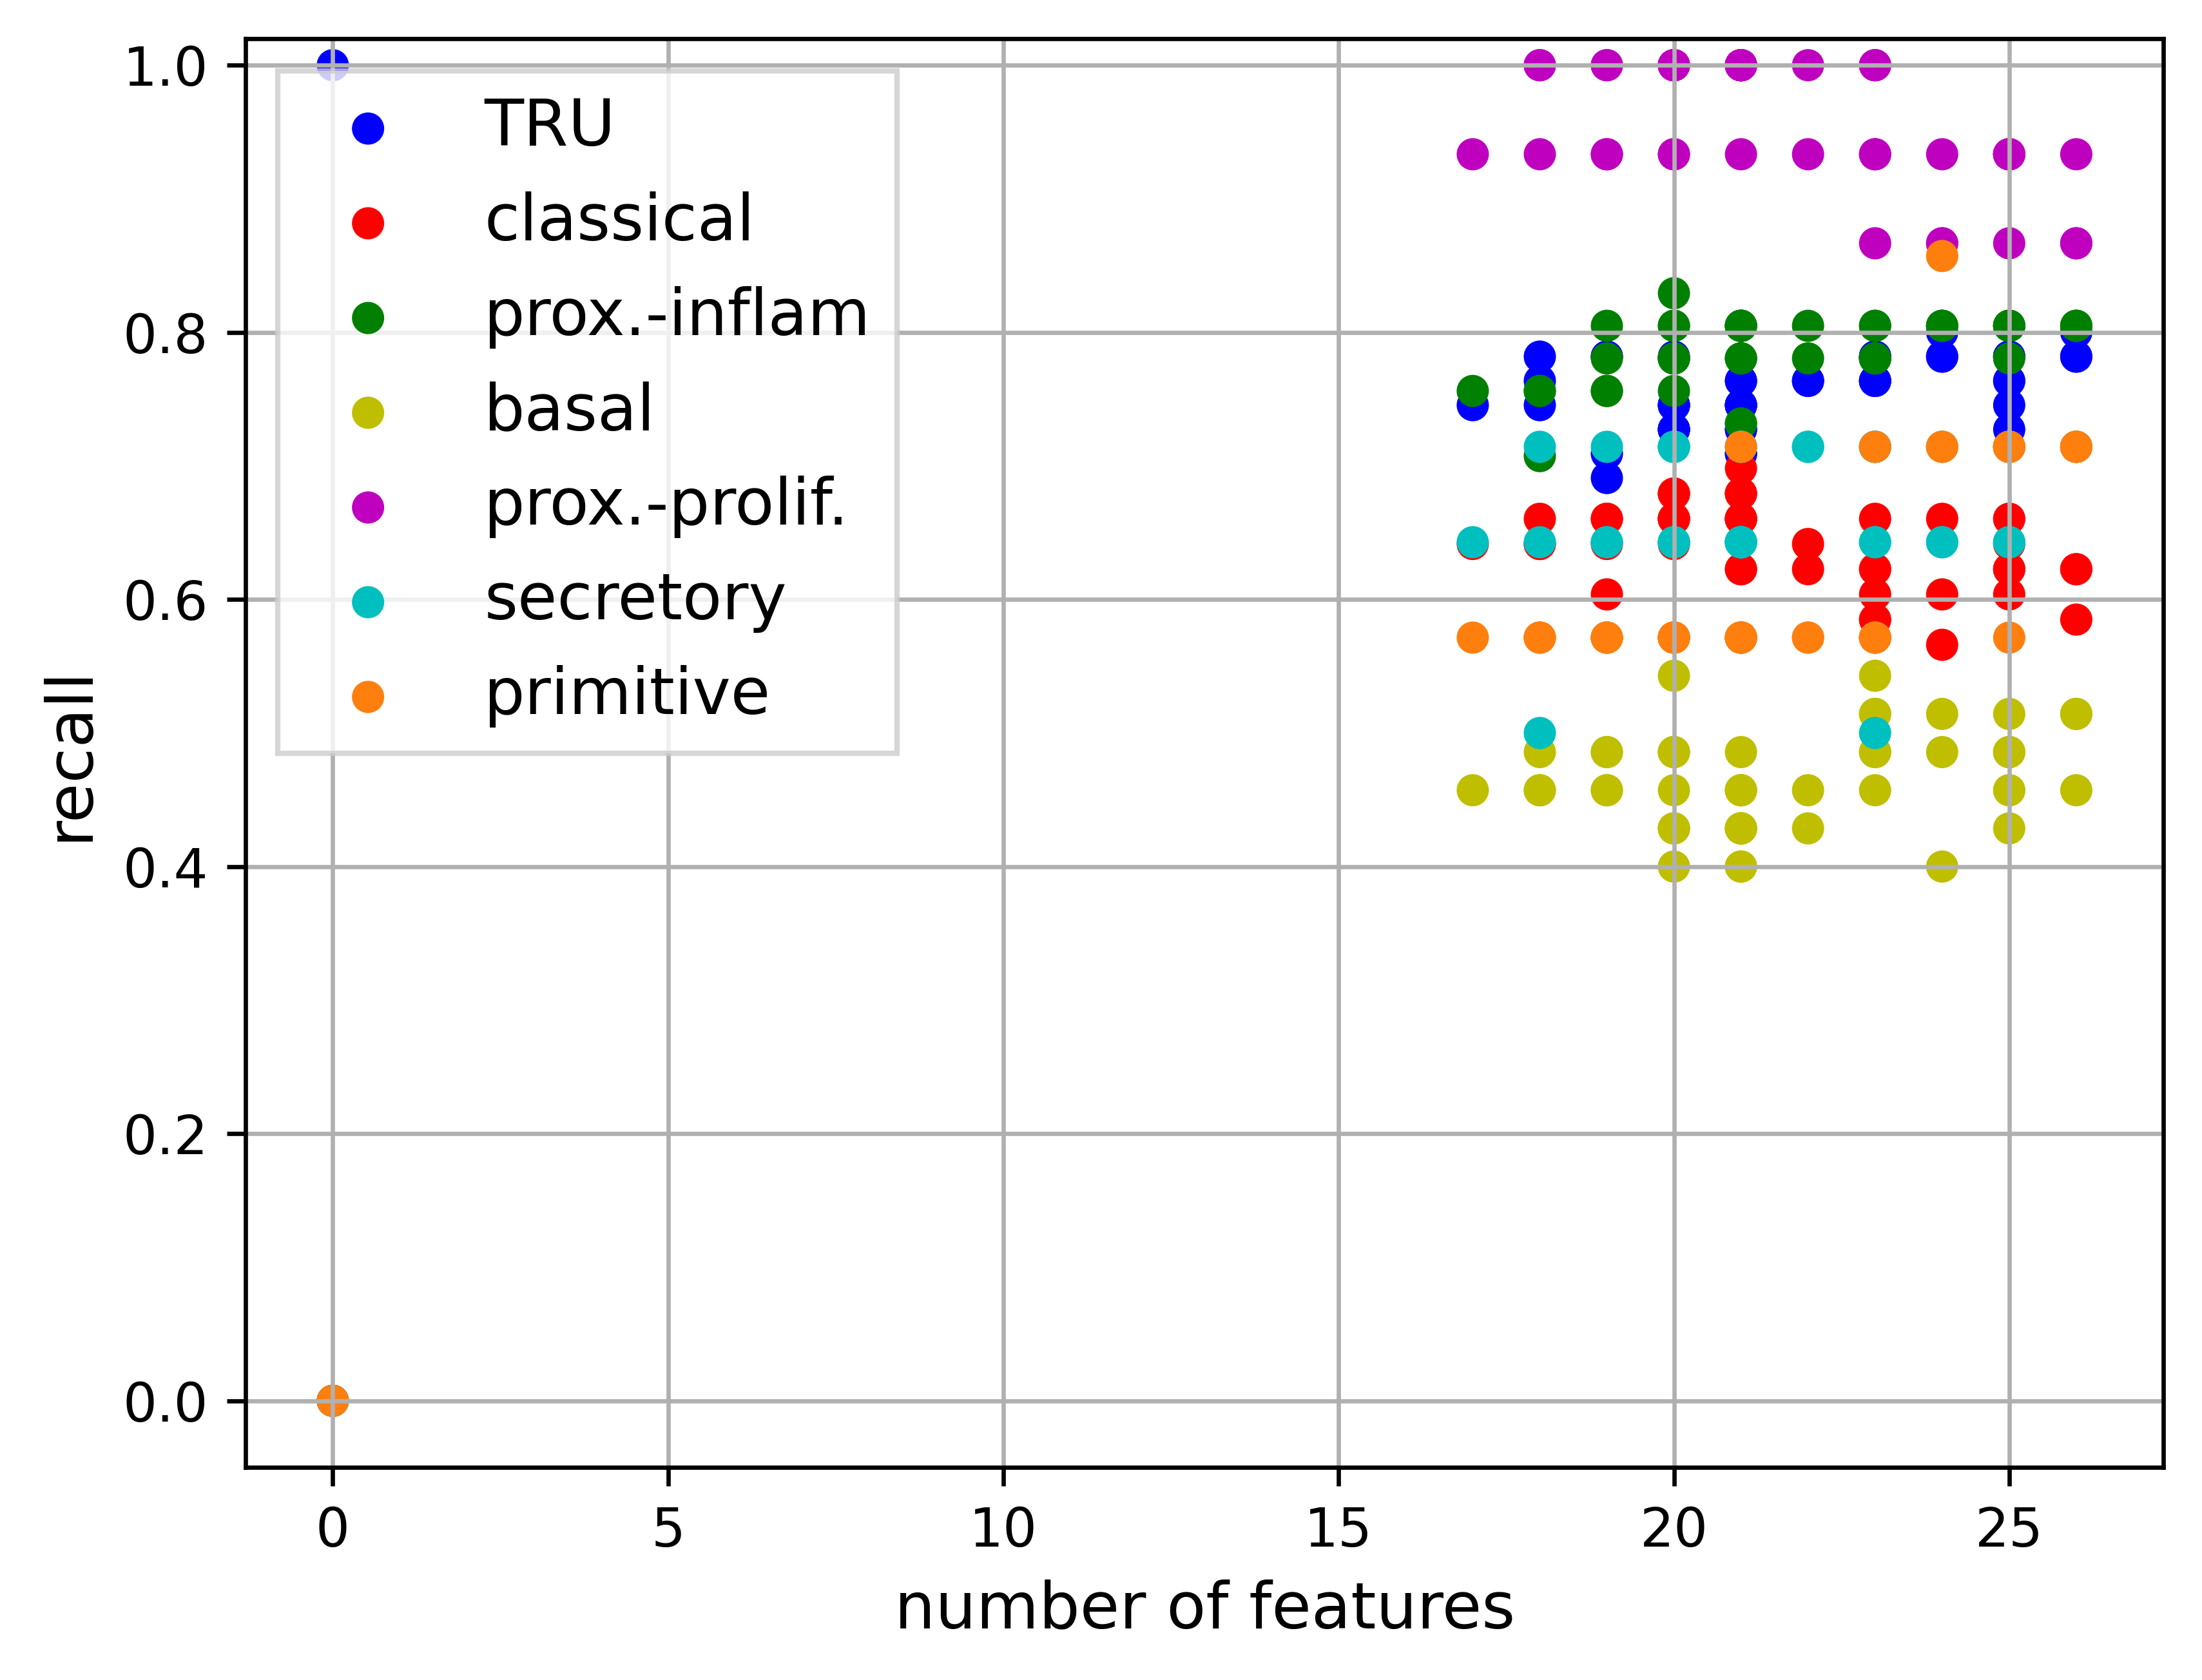 1.0
0.8
0.6
0.4
0.2
0.0
recall
TRU
classical
prox.-inflam
basal
prox.-prolif.
secretory
primitive
0 5 10 15 20 25
number of features